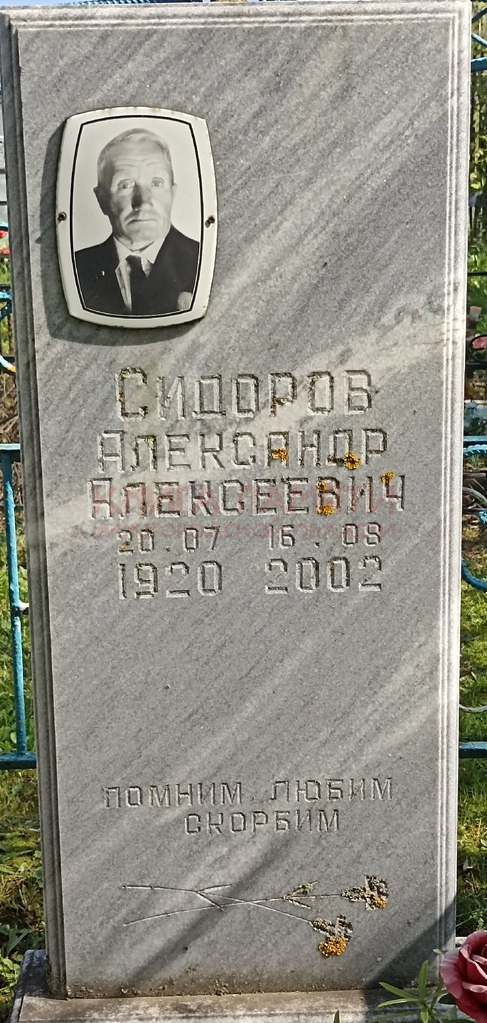 Сидоров
Александр
Алексеевич
20.07 16.08
1920 2002
ПОМНИМ. ЛЮБИМ
СКОРБИМ